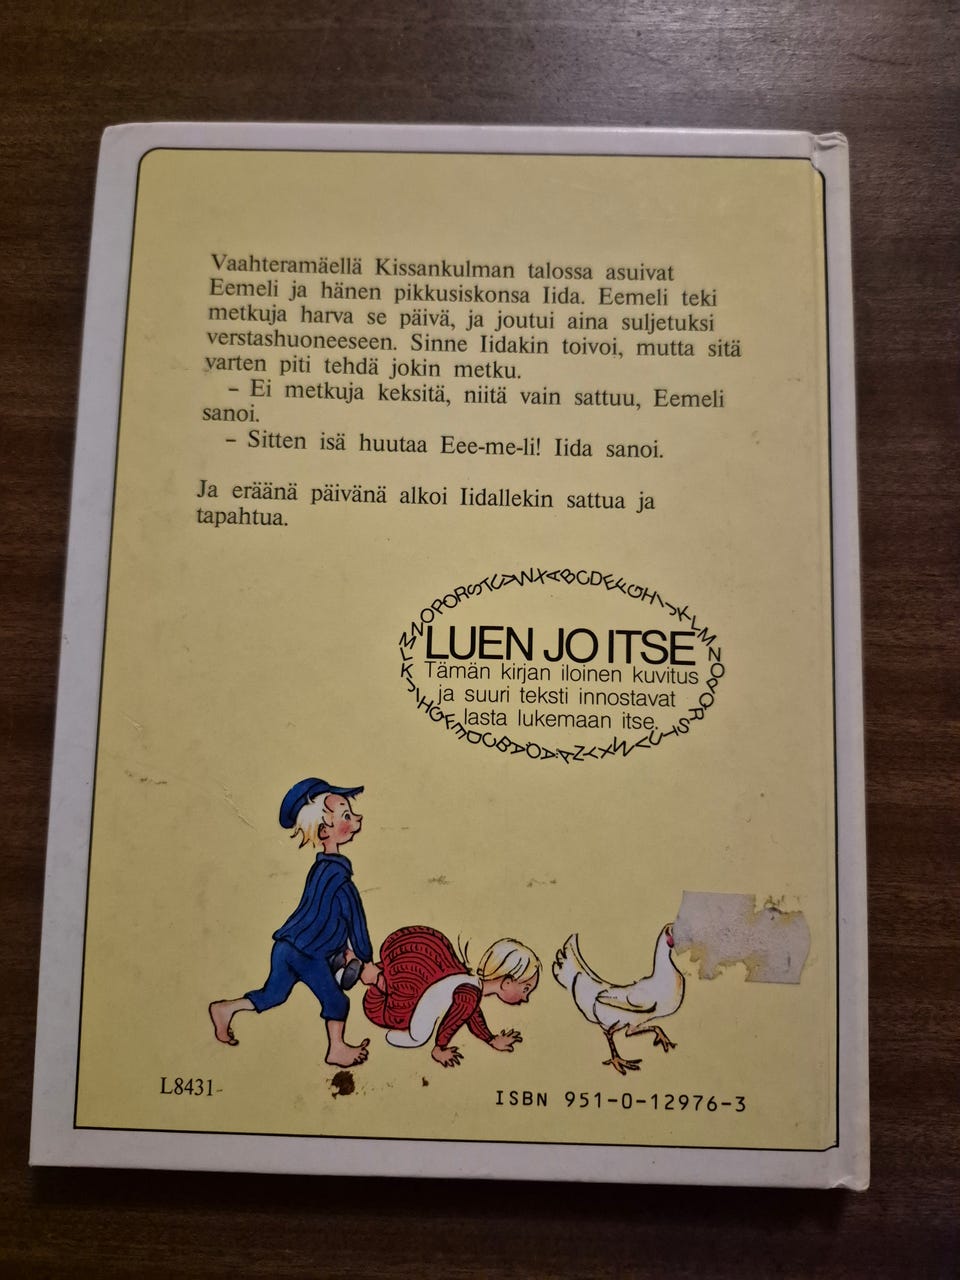 Vaahteramäellä Kissankulman talossa asuivat
Eemeli ja hänen pikkusiskonsa Iida. Eemeli teki
metkuja harva se päivä, ja joutui aina suljetuksi
verstashuoneeseen. Sinne Iidakin toivoi, mutta sitä
varten piti tehdä jokin metku.
– Ei metkuja keksitä, niitä vain sattuu, Eemeli
sanoi.
– Sitten isä huutaa Eee-me-li! Iida sanoi.
Ja eräänä päivänä alkoi Iidallekin sattua ja
tapahtua.
LUEN JO ITSE
Tämän kirjan iloinen kuvitus
ja suuri teksti innostavat
lasta lukemaan itse.
L8431-
ISBN 951-0-12976-3